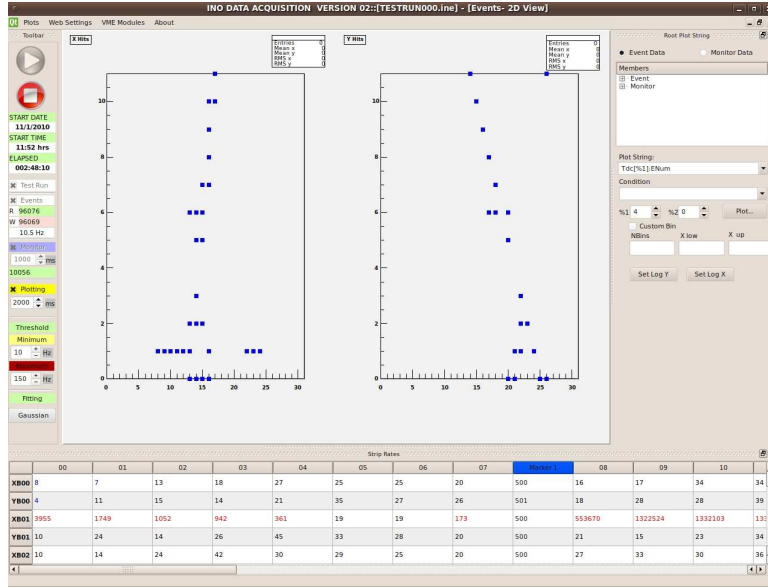 INO DATA ACQUISITION VERSION 02::[TESTRUN000.ine] - [Events- 2D View]
Qt Plots Web Settings VME Modules About
Toolbar
START DATE
11/1/2010
START TIME
11:52 hrs
ELAPSED
002:48:10
Test Run
Events
R 96076
W 96069
10.5 Hz
Monitor
1000 ms
10056
Plotting
2000 ms
Threshold
Minimum
10 Hz
Maximum
150 Hz
Fitting
Gaussian
X Hits
Entries 0
Mean x 0
Mean y 0
RMS x 0
RMS y 0
10
8
6
4
2
0
0 5 10 15 20 25 30
Y Hits
Entries 0
Mean x 0
Mean y 0
RMS x 0
RMS y 0
10
8
6
4
2
0
0 5 10 15 20 25 30
Root Plot String
Event Data Monitor Data
Members
Event
Monitor
Plot String:
Tdc[%1]:ENum
Condition
%1 4 %2 0 Plot...
Custom Bin
NBins X low X up
Set Log Y Set Log X
Strip Rates
00 01 02 03 04 05 06 07 Marker 1 08 09 10
XB00 8 7 13 18 27 25 25 20 500 16 17 34 34
YB00 4 11 15 14 21 35 27 26 501 18 28 28 39
XB01 3955 1749 1052 942 361 19 19 173 500 553670 1322524 1332103 133
YB01 10 24 14 26 45 33 28 20 500 21 15 23 34
XB02 10 14 24 42 30 29 25 20 500 27 33 30 36